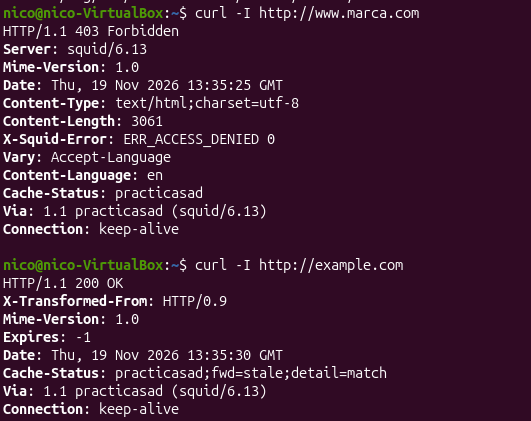 nico@nico-VirtualBox:~$ curl -I http://www.marca.com
HTTP/1.1 403 Forbidden
Server: squid/6.13
Mime-Version: 1.0
Date: Thu, 19 Nov 2026 13:35:25 GMT
Content-Type: text/html;charset=utf-8
Content-Length: 3061
X-Squid-Error: ERR_ACCESS_DENIED 0
Vary: Accept-Language
Content-Language: en
Cache-Status: practicasad
Via: 1.1 practicasad (squid/6.13)
Connection: keep-alive
nico@nico-VirtualBox:~$ curl -I http://example.com
HTTP/1.1 200 OK
X-Transformed-From: HTTP/0.9
Mime-Version: 1.0
Expires: -1
Date: Thu, 19 Nov 2026 13:35:30 GMT
Cache-Status: practicasad;fwd=stale;detail=match
Via: 1.1 practicasad (squid/6.13)
Connection: keep-alive